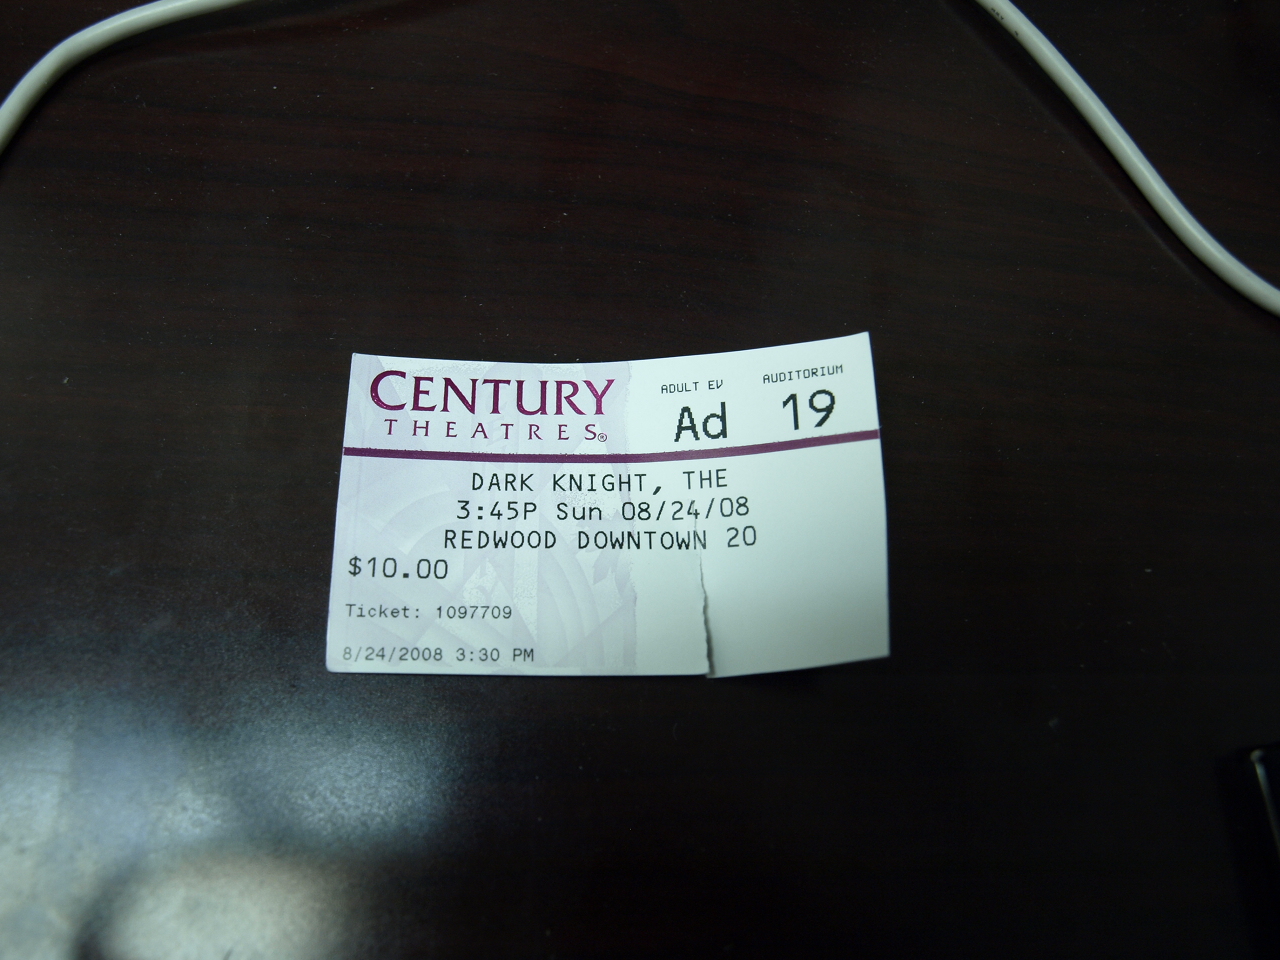 CENTURY
THEATRES®
ADULT EV
Ad
AUDITORIUM
19
DARK KNIGHT, THE
3:45P Sun 08/24/08
REDWOOD DOWNTOWN 20
$10.00
Ticket: 1097709
8/24/2008 3:30 PM